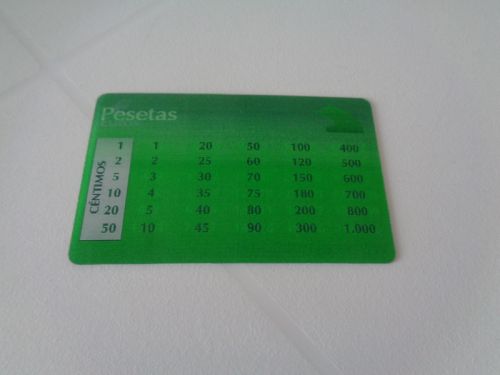 Pesetas
EUROS
CÉNTIMOS
1 1 20 50 100 400
2 2 25 60 120 500
5 3 30 70 150 600
10 4 35 75 180 700
20 5 40 80 200 800
50 10 45 90 300 1.000